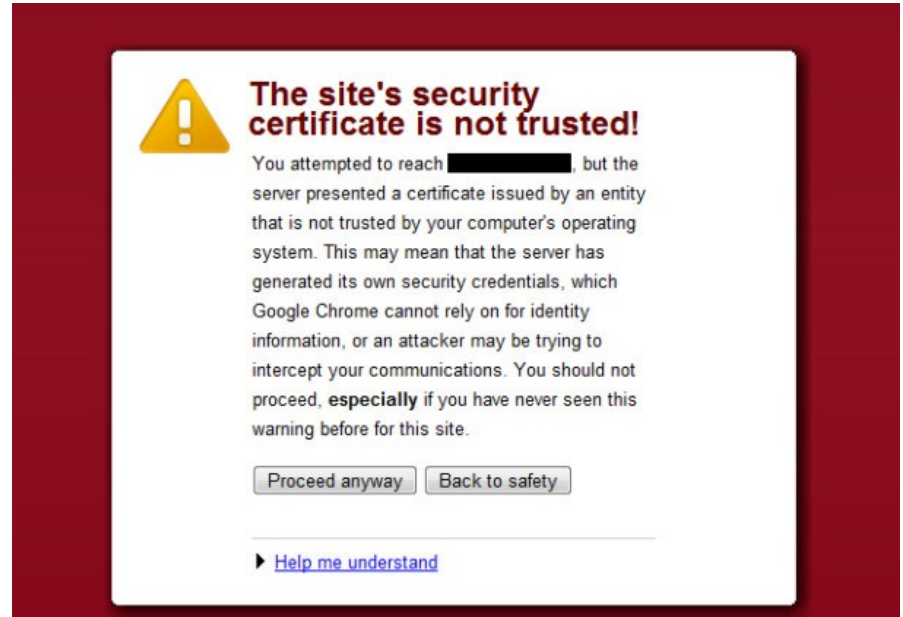 The site's security
certificate is not trusted!
You attempted to reach , but the
server presented a certificate issued by an entity
that is not trusted by your computer's operating
system. This may mean that the server has
generated its own security credentials, which
Google Chrome cannot rely on for identity
information, or an attacker may be trying to
intercept your communications. You should not
proceed, especially if you have never seen this
warning before for this site.
Proceed anyway Back to safety
Help me understand